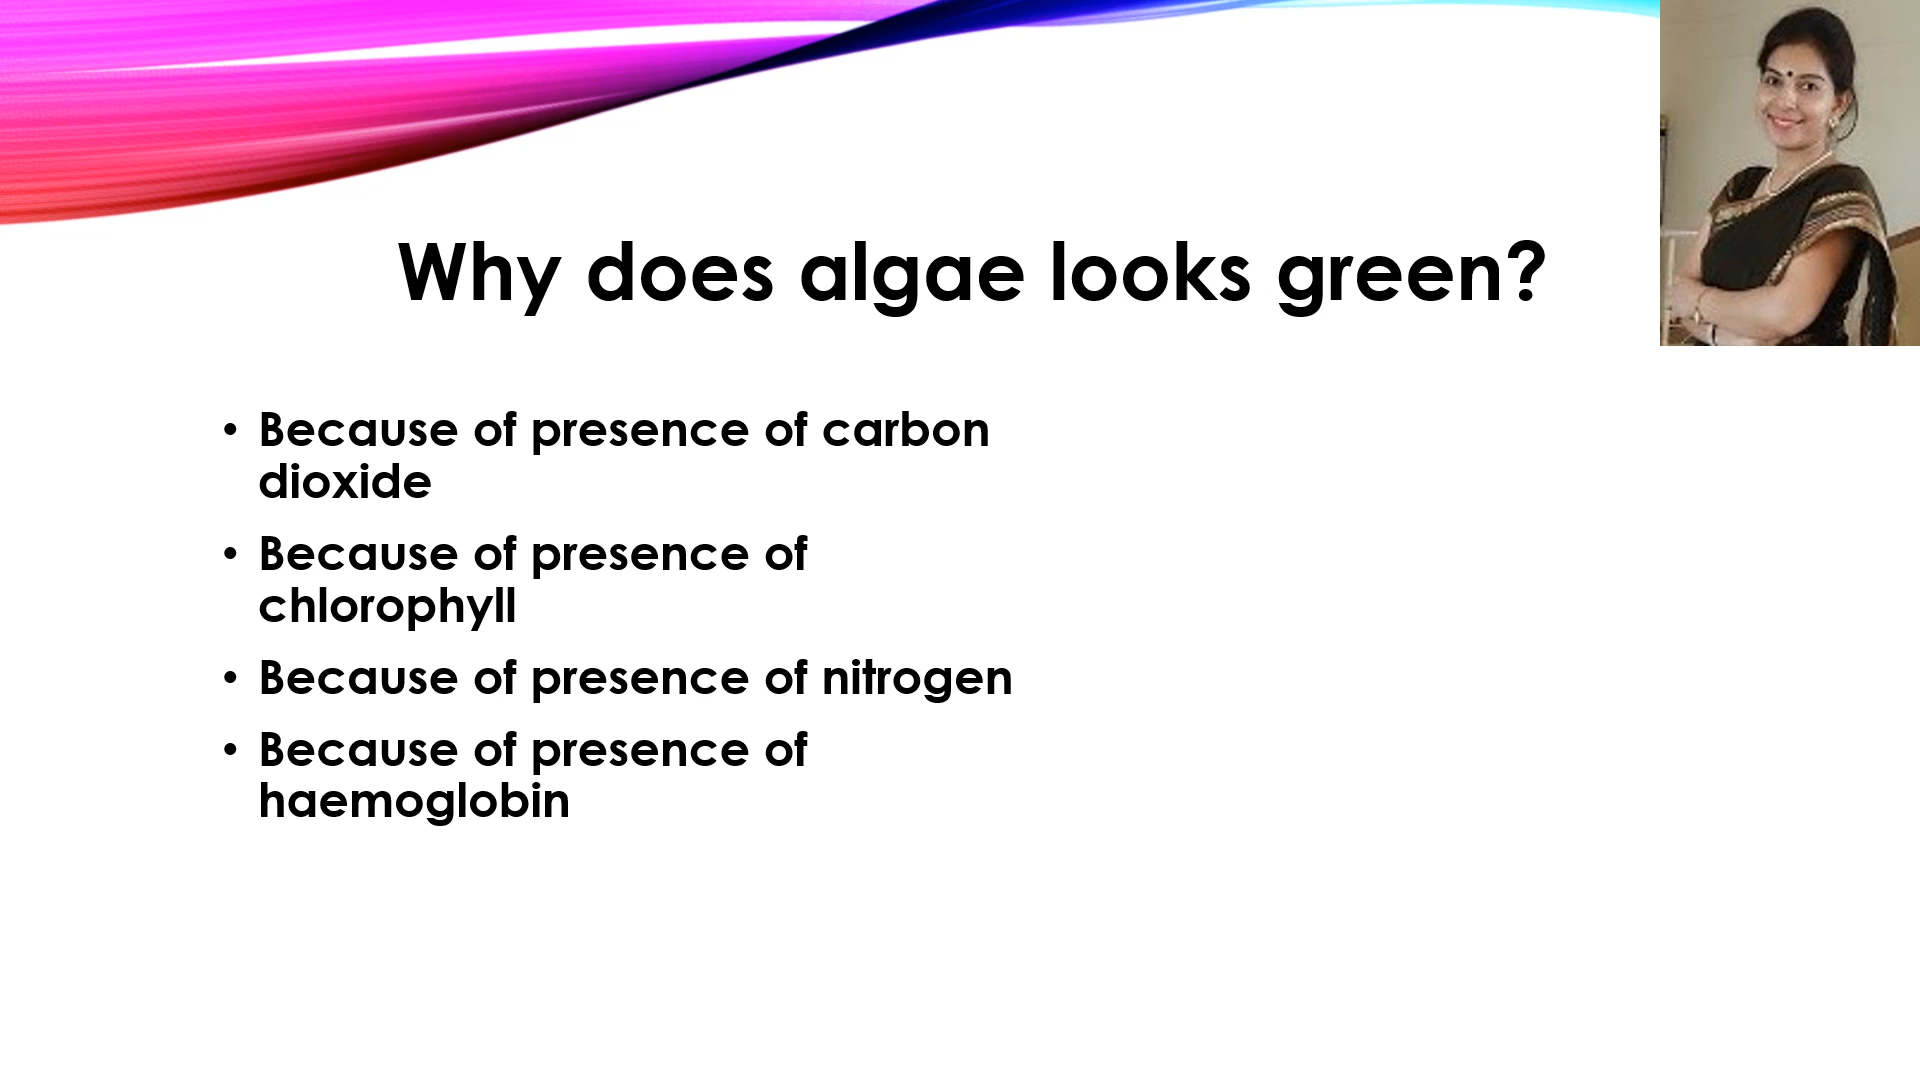 Why does algae looks green?
• Because of presence of carbon
dioxide
• Because of presence of
chlorophyll
• Because of presence of nitrogen
• Because of presence of
haemoglobin